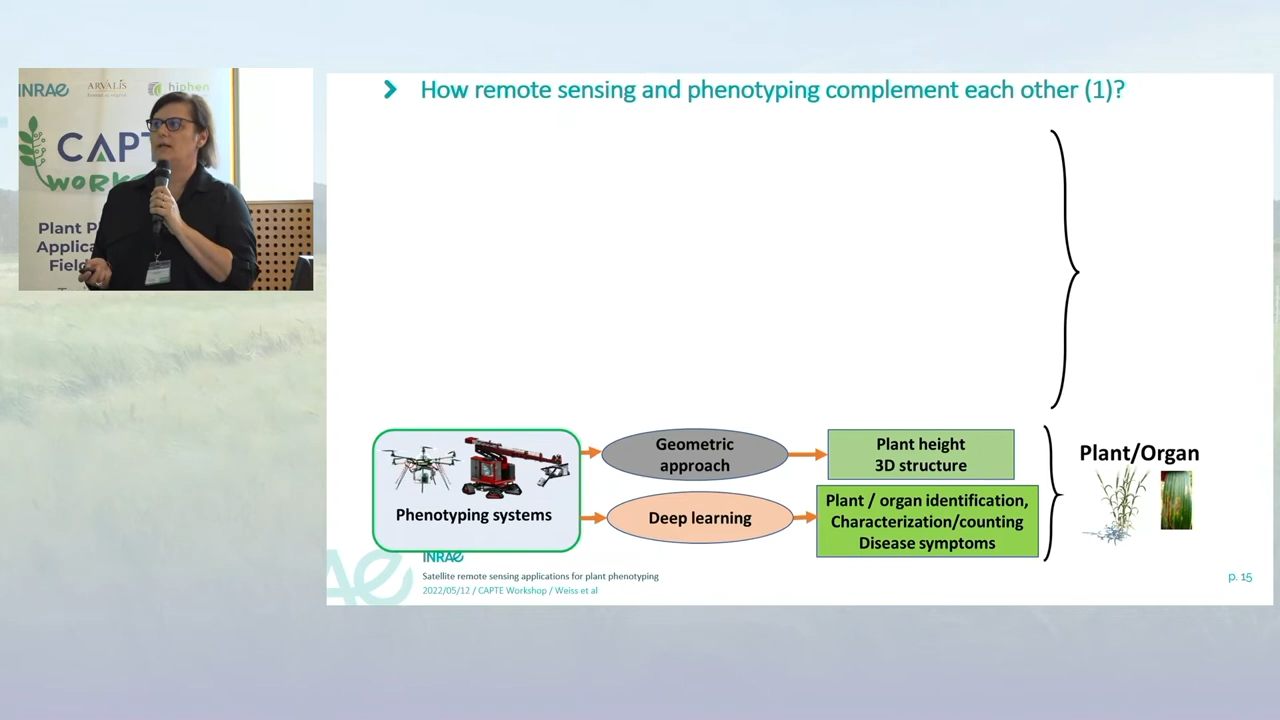 INRAE
ARVALIS
hiphen
CAPT
WORK
Plant P
Applica
Field
How remote sensing and phenotyping complement each other (1)?
Geometric
approach
Plant height
3D structure
Plant/Organ
Phenotyping systems
Deep learning
Plant / organ identification,
Characterization/counting
Disease symptoms
INRAE
Satellite remote sensing applications for plant phenotyping
2022/05/12 / CAPTE Workshop / Weiss et al
p. 15